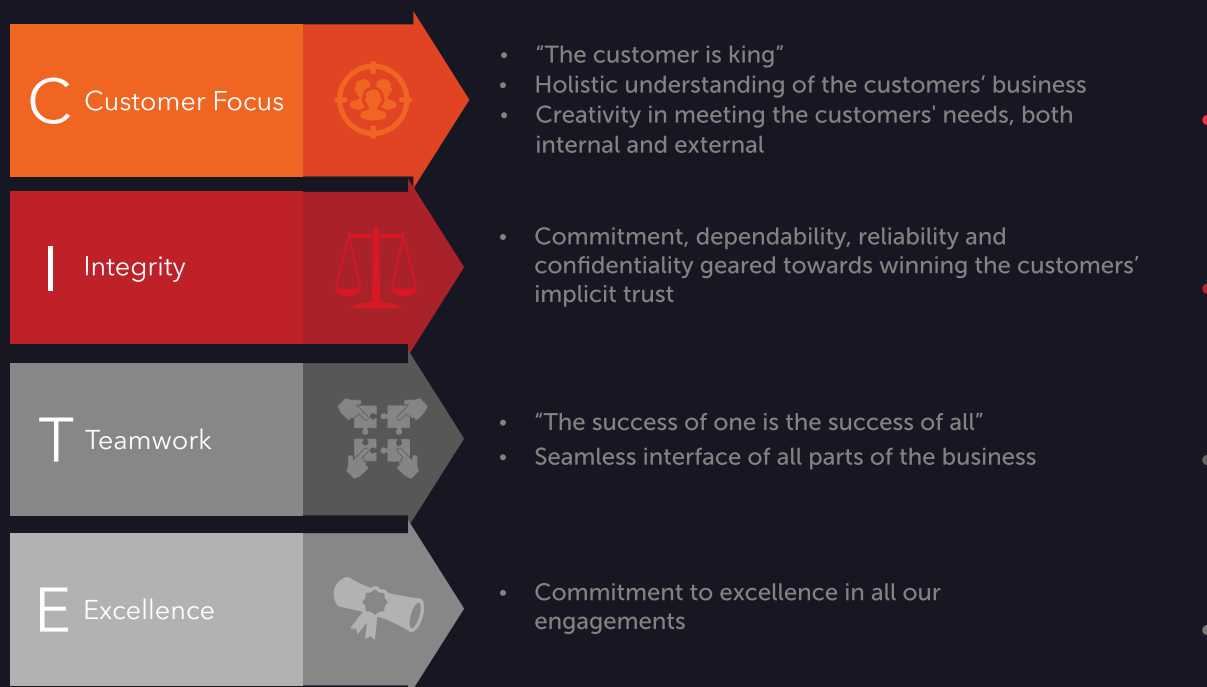 C Customer Focus
• “The customer is king”
• Holistic understanding of the customers’ business
• Creativity in meeting the customers' needs, both
internal and external
I Integrity
• Commitment, dependability, reliability and
confidentiality geared towards winning the customers’
implicit trust
T Teamwork
• “The success of one is the success of all”
• Seamless interface of all parts of the business
E Excellence
• Commitment to excellence in all our
engagements